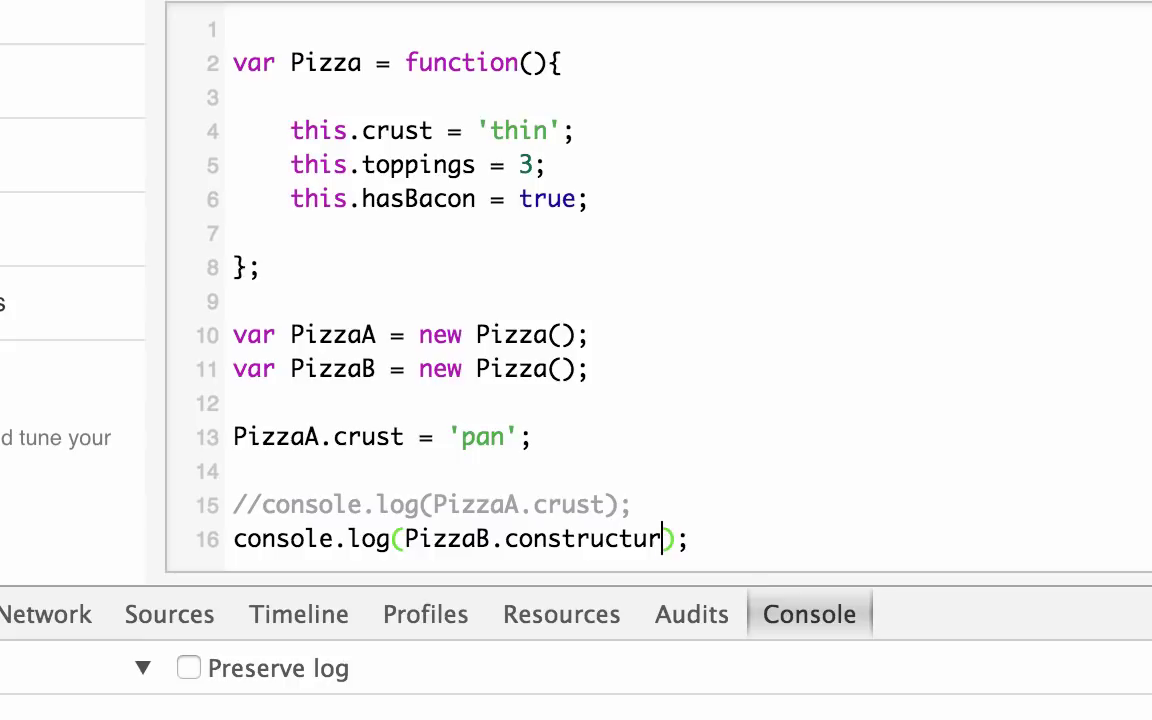 1
2 var Pizza = function(){
3
4 this.crust = 'thin';
5 this.toppings = 3;
6 this.hasBacon = true;
7
8 };
9
s
10 var PizzaA = new Pizza();
11 var PizzaB = new Pizza();
12
13 PizzaA.crust = 'pan';
d tune your
14
15 //console.log(PizzaA.crust);
16 console.log(PizzaB.constructur);
Network Sources Timeline Profiles Resources Audits Console
▼ Preserve log